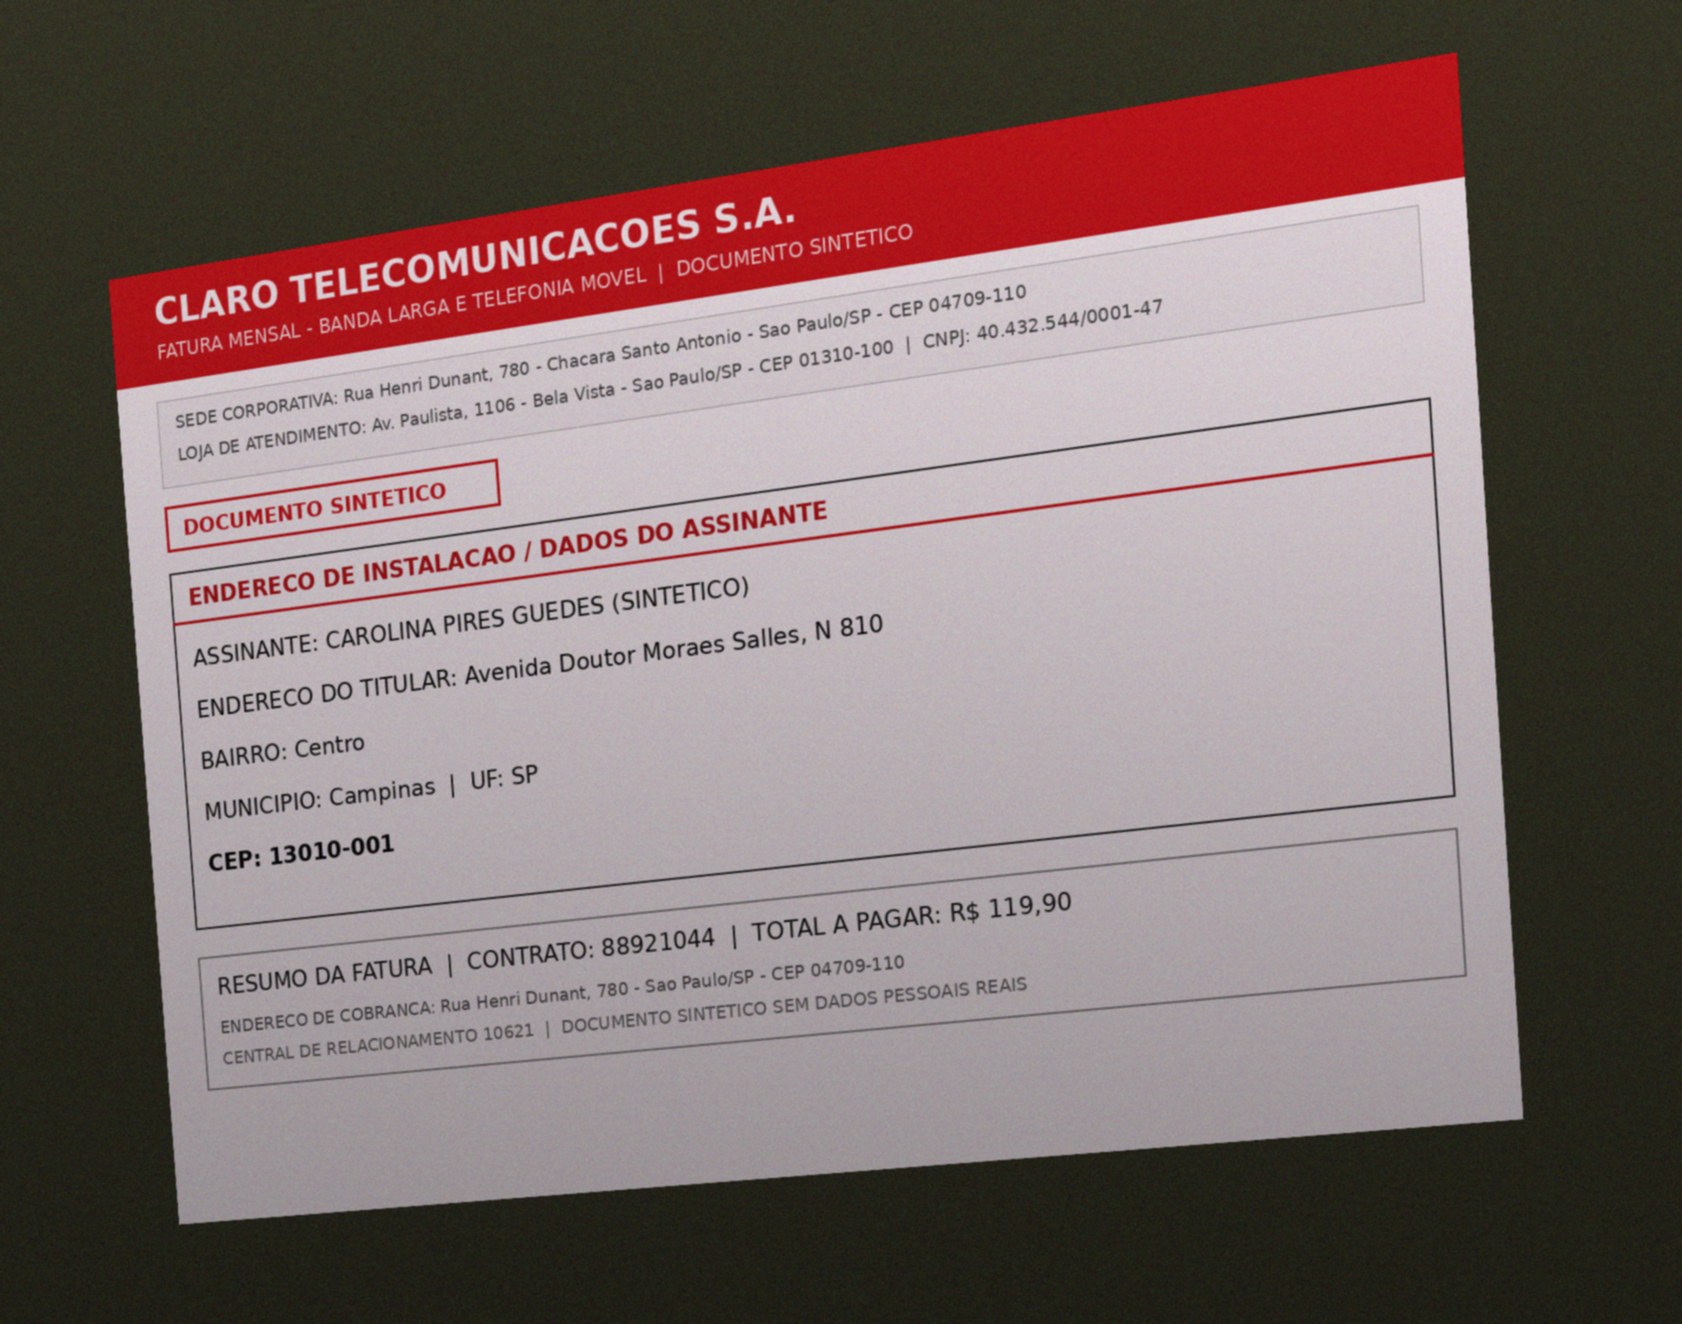 CLARO TELECOMUNICACOES S.A.
FATURA MENSAL - BANDA LARGA E TELEFONIA MOVEL | DOCUMENTO SINTETICO
SEDE CORPORATIVA: Rua Henri Dunant, 780 - Chacara Santo Antonio - Sao Paulo/SP - CEP 04709-110
LOJA DE ATENDIMENTO: Av. Paulista, 1106 - Bela Vista - Sao Paulo/SP - CEP 01310-100 | CNPJ: 40.432.544/0001-47
DOCUMENTO SINTETICO
ENDERECO DE INSTALACAO / DADOS DO ASSINANTE
ASSINANTE: CAROLINA PIRES GUEDES (SINTETICO)
ENDERECO DO TITULAR: Avenida Doutor Moraes Salles, N 810
BAIRRO: Centro
MUNICIPIO: Campinas | UF: SP
CEP: 13010-001
RESUMO DA FATURA | CONTRATO: 88921044 | TOTAL A PAGAR: R$ 119,90
ENDERECO DE COBRANCA: Rua Henri Dunant, 780 - Sao Paulo/SP - CEP 04709-110
CENTRAL DE RELACIONAMENTO 10621 | DOCUMENTO SINTETICO SEM DADOS PESSOAIS REAIS